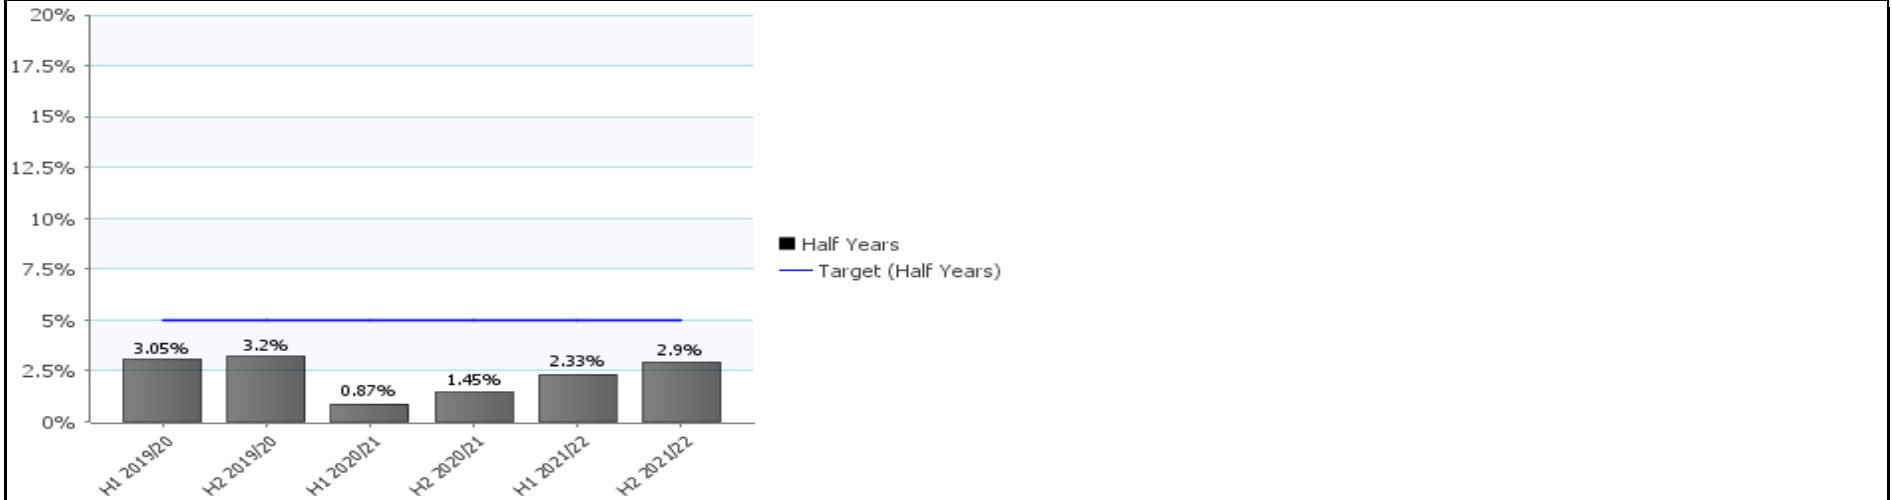 20%
17.5%
15%
12.5%
10%
7.5%
5%
2.5%
0%
3.05%
3.2%
0.87%
1.45%
2.33%
2.9%
H1 2019/20
H2 2019/20
H1 2020/21
H2 2020/21
H1 2021/22
H2 2021/22
Half Years
Target (Half Years)